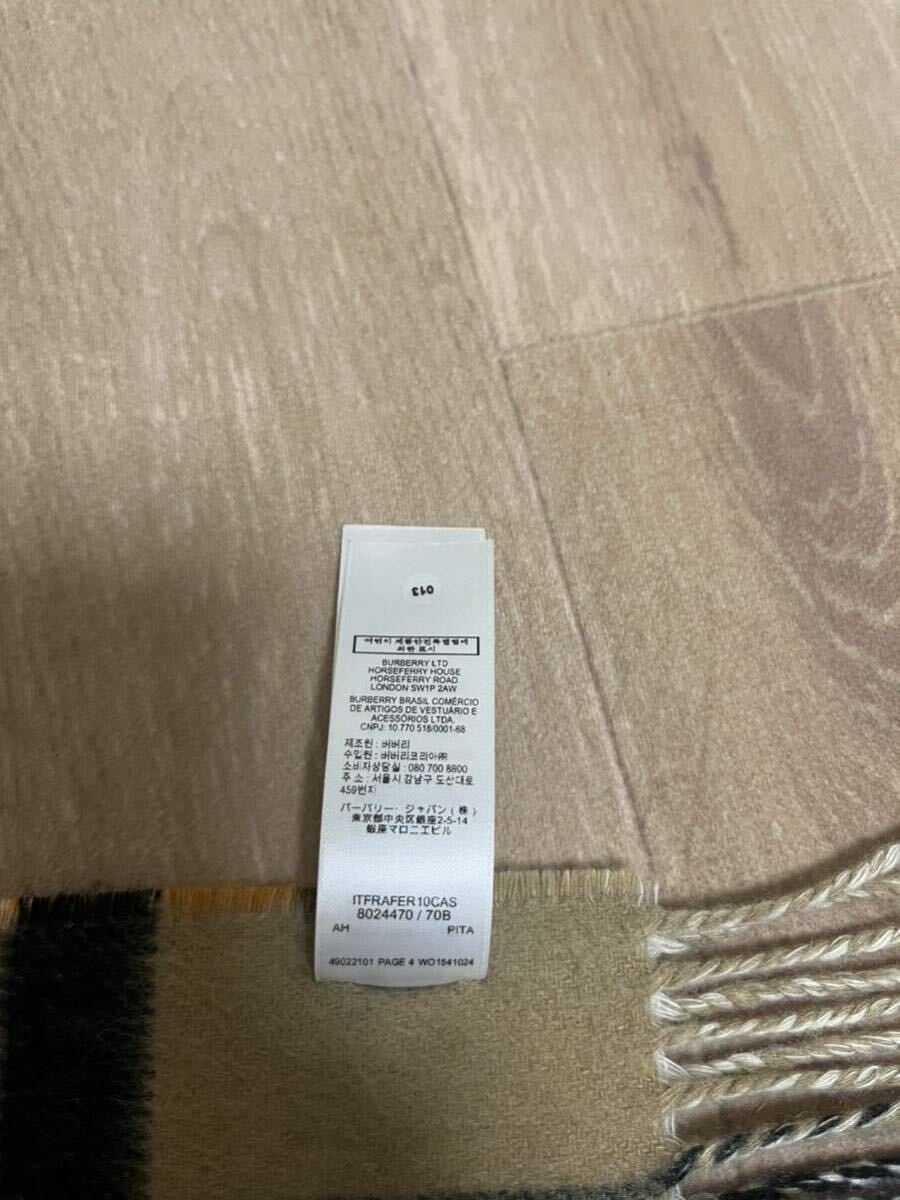 013
어린이제품안전특별법에
의한 표시
BURBERRY LTD
HORSEFERRY HOUSE
HORSEFERRY ROAD
LONDON SW1P 2AW
BURBERRY BRASIL COMÉRCIO
DE ARTIGOS DE VESTUÁRIO E
ACESSÓRIOS LTDA.
CNPJ: 10.770 518/0001-68
제조원 : 버버리
수입원 : 버버리코리아㈜
소비자상담실 : 080 700 8800
주 소 : 서울시 강남구 도산대로
459번지
バーバリー・ジャパン(株)
東京都中央区銀座2-5-14
銀座マロニエビル
ITFRAFER10CAS
8024470 / 70B
AH PITA
49022101 PAGE 4 WO1541024